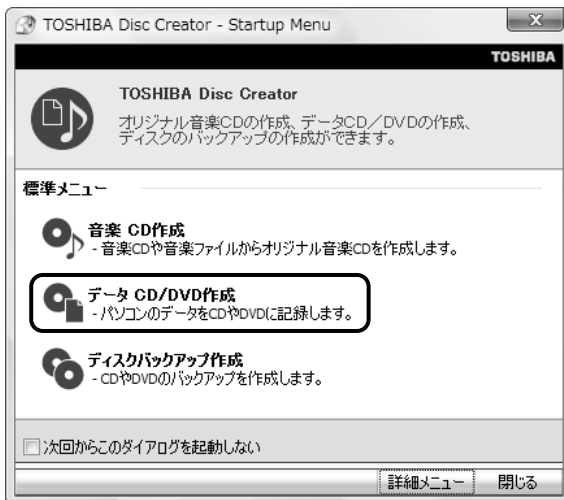 TOSHIBA Disc Creator - Startup Menu
TOSHIBA
TOSHIBA Disc Creator
オリジナル音楽CDの作成、データCD／DVDの作成、
ディスクのバックアップの作成ができます。
標準メニュー
音楽 CD作成
- 音楽CDや音楽ファイルからオリジナル音楽CDを作成します。
データ CD/DVD作成
- パソコンのデータをCDやDVDに記録します。
ディスクバックアップ作成
- CDやDVDのバックアップを作成します。
次回からこのダイアログを起動しない
詳細メニュー 閉じる